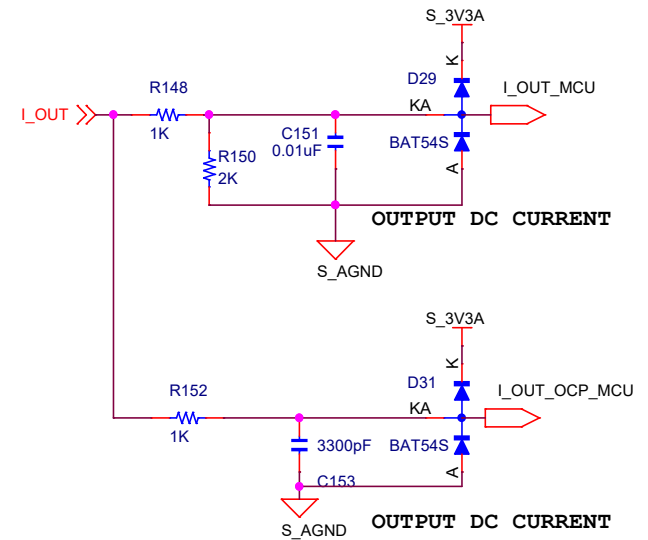 S_3V3A
K
R148
D29
I_OUT_MCU
I_OUT
KA
1K
C151
0.01uF
BAT54S
R150
2K
A
OUTPUT DC CURRENT
S_AGND
S_3V3A
K
R152
D31
I_OUT_OCP_MCU
KA
1K
3300pF
BAT54S
A
C153
S_AGND
OUTPUT DC CURRENT